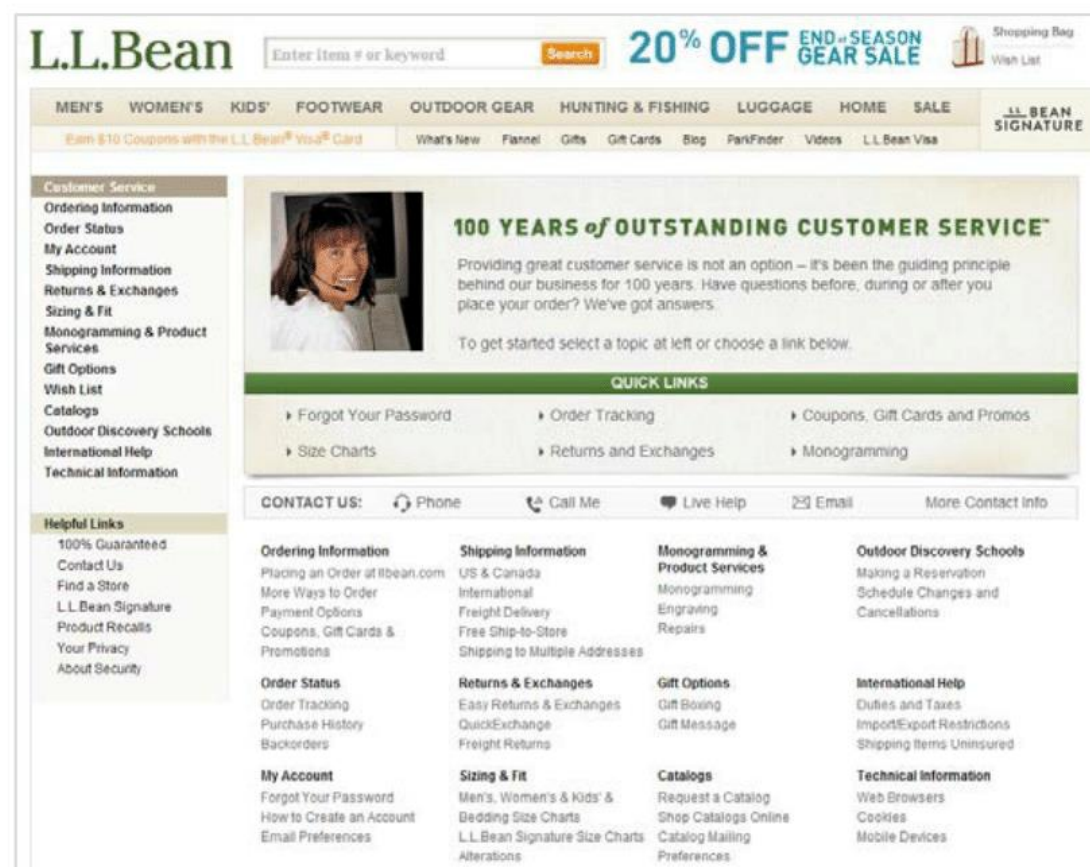 L.L.Bean
Enter item # or keyword
Search
20% OFF END of SEASON GEAR SALE
Shopping Bag
Wish List
MEN'S WOMEN'S KIDS' FOOTWEAR OUTDOOR GEAR HUNTING & FISHING LUGGAGE HOME SALE
L.L.BEAN
SIGNATURE
Earn $10 Coupons with the L.L.Bean® Visa® Card
What's New Flannel Gifts Gift Cards Blog ParkFinder Videos L.L.Bean Visa
Customer Service
Ordering Information
Order Status
My Account
Shipping Information
Returns & Exchanges
Sizing & Fit
Monogramming & Product
Services
Gift Options
Wish List
Catalogs
Outdoor Discovery Schools
International Help
Technical Information
Helpful Links
100% Guaranteed
Contact Us
Find a Store
L.L.Bean Signature
Product Recalls
Your Privacy
About Security
100 YEARS of OUTSTANDING CUSTOMER SERVICE™
Providing great customer service is not an option – it's been the guiding principle
behind our business for 100 years. Have questions before, during or after you
place your order? We've got answers.
To get started select a topic at left or choose a link below.
QUICK LINKS
Forgot Your Password
Order Tracking
Coupons, Gift Cards and Promos
Size Charts
Returns and Exchanges
Monogramming
CONTACT US: Phone Call Me Live Help Email More Contact Info
Ordering Information
Placing an Order at llbean.com
More Ways to Order
Payment Options
Coupons, Gift Cards &
Promotions
Shipping Information
US & Canada
International
Freight Delivery
Free Ship-to-Store
Shipping to Multiple Addresses
Monogramming &
Product Services
Monogramming
Engraving
Repairs
Outdoor Discovery Schools
Making a Reservation
Schedule Changes and
Cancellations
Order Status
Order Tracking
Purchase History
Backorders
Returns & Exchanges
Easy Returns & Exchanges
QuickExchange
Freight Returns
Gift Options
Gift Boxing
Gift Message
International Help
Duties and Taxes
Import/Export Restrictions
Shipping Items Uninsured
My Account
Forgot Your Password
How to Create an Account
Email Preferences
Sizing & Fit
Men's, Women's & Kids' &
Bedding Size Charts
L.L.Bean Signature Size Charts
Alterations
Catalogs
Request a Catalog
Shop Catalogs Online
Catalog Mailing
Preferences
Technical Information
Web Browsers
Cookies
Mobile Devices